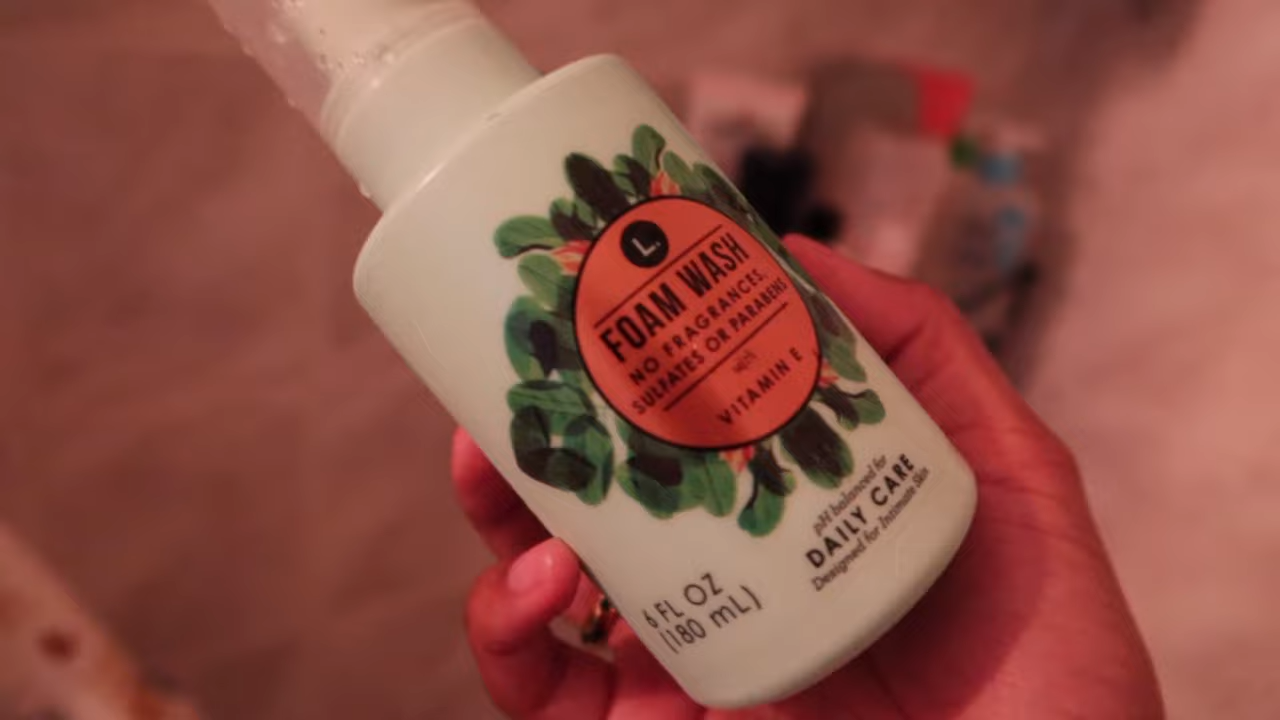 L.
FOAM WASH
NO FRAGRANCES,
SULFATES OR PARABENS
with
VITAMIN E
pH balanced for
DAILY CARE
Designed for Intimate Skin
6 FL OZ
(180 mL)